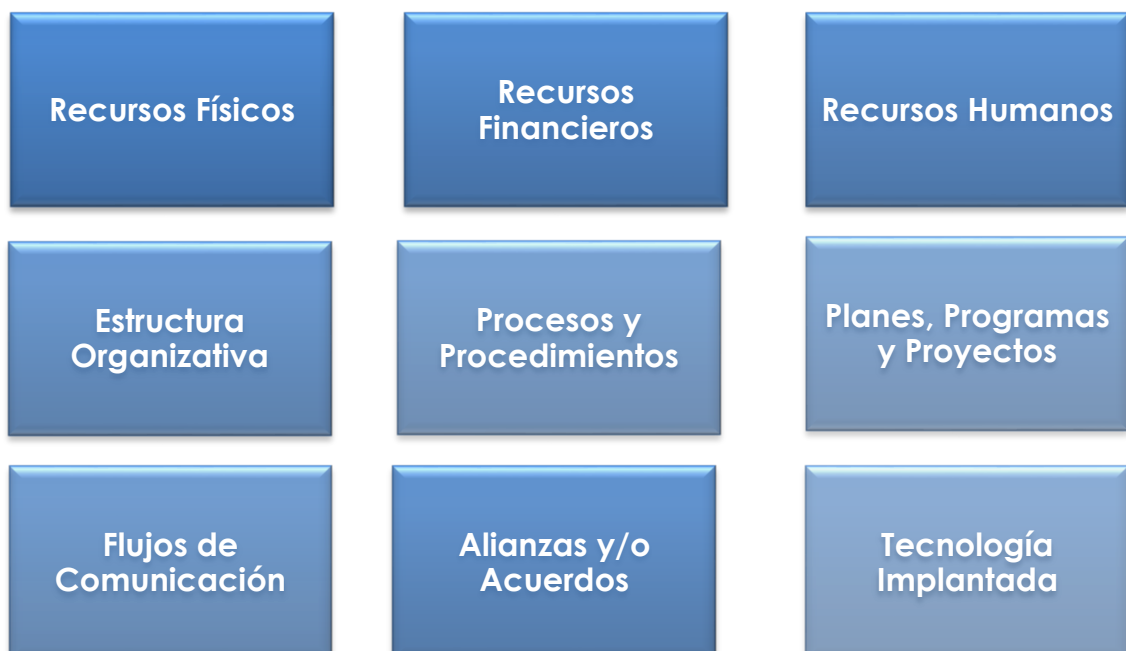 Recursos Físicos
Recursos
Financieros
Recursos Humanos
Estructura
Organizativa
Procesos y
Procedimientos
Planes, Programas
y Proyectos
Flujos de
Comunicación
Alianzas y/o
Acuerdos
Tecnología
Implantada